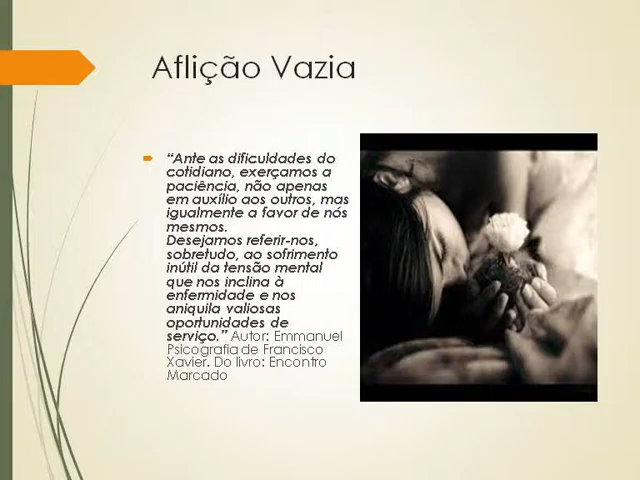 Aflição Vazia
“Ante as dificuldades do
cotidiano, exerçamos a
paciência, não apenas
em auxílio aos outros, mas
igualmente a favor de nós
mesmos.
Desejamos referir-nos,
sobretudo, ao sofrimento
inútil da tensão mental
que nos inclina à
enfermidade e nos
aniquila valiosas
oportunidades de
serviço.” Autor: Emmanuel
Psicografia de Francisco
Xavier. Do livro: Encontro
Marcado